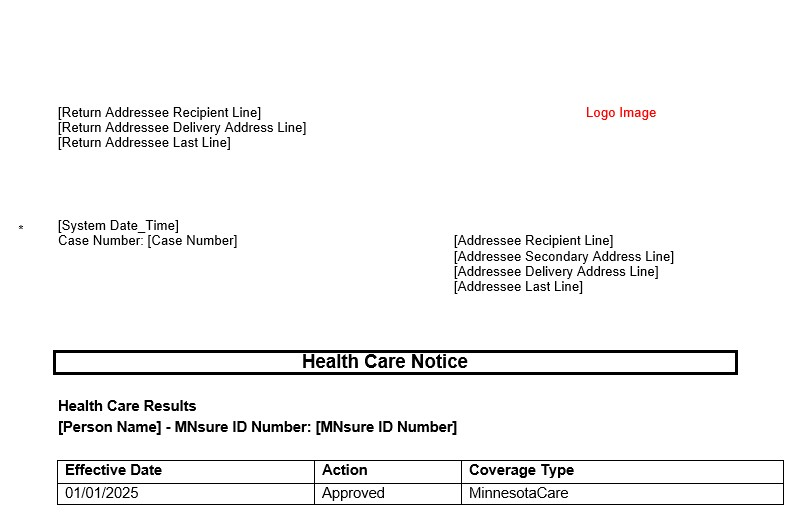 [Return Addressee Recipient Line]
Logo Image
[Return Addressee Delivery Address Line]
[Return Addressee Last Line]
*
[System Date_Time]
Case Number: [Case Number]
[Addressee Recipient Line]
[Addressee Secondary Address Line]
[Addressee Delivery Address Line]
[Addressee Last Line]
Health Care Notice
Health Care Results
[Person Name] - MNsure ID Number: [MNsure ID Number]
Effective Date Action Coverage Type
01/01/2025 Approved MinnesotaCare